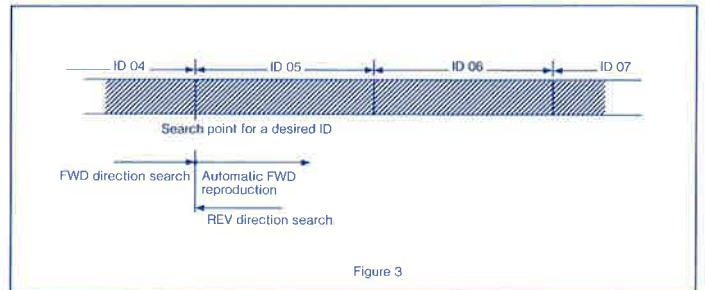 ID 04 ID 05 ID 06 ID 07
Search point for a desired ID
FWD direction search Automatic FWD
reproduction
REV direction search
Figure 3